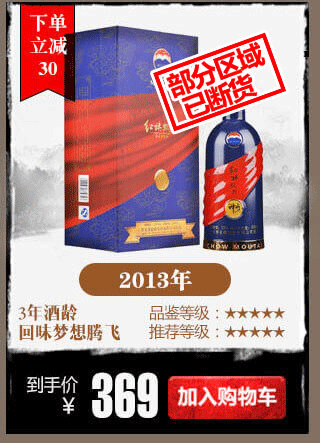 下单
立减
30
部分区域
已断货
CHOW MOUTAI
2013年
3年酒龄
回味梦想腾飞
品鉴等级：★★★★★
推荐等级：★★★★★
到手价
¥369
加入购物车